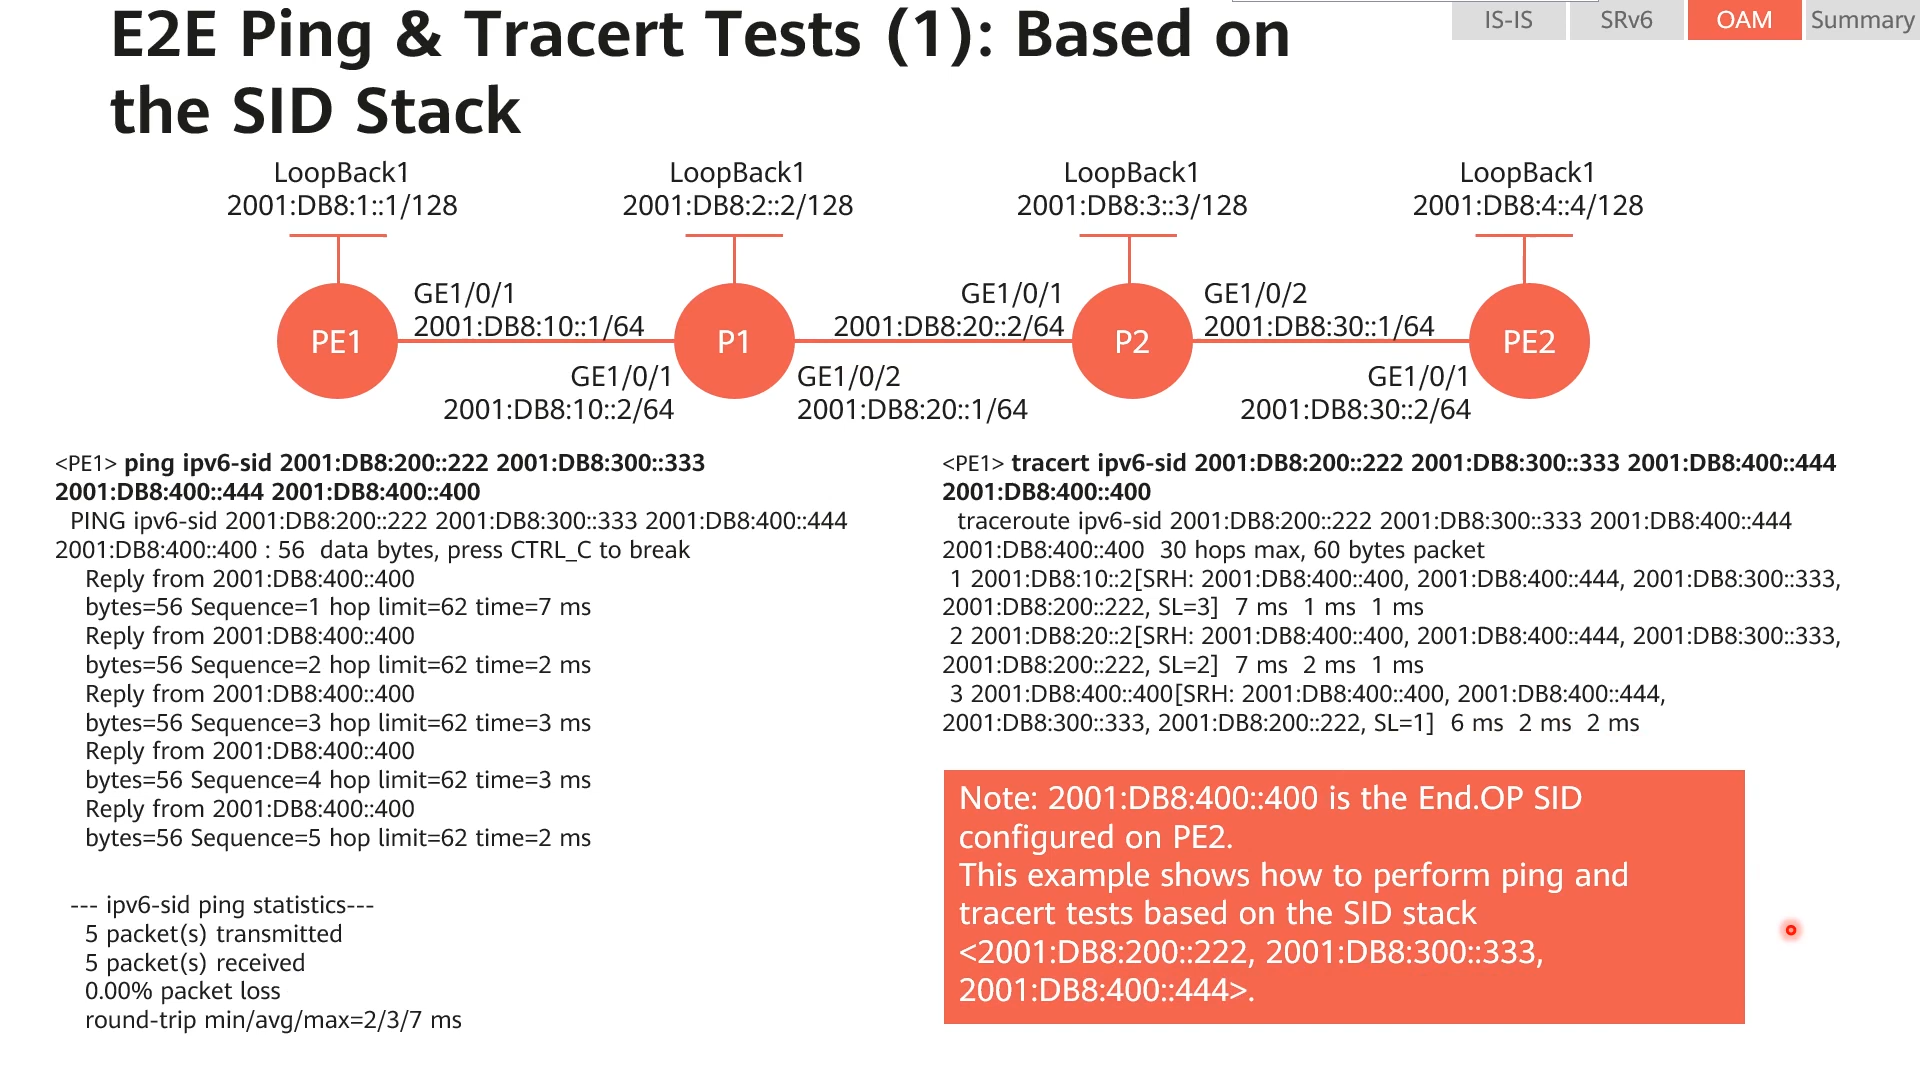 E2E Ping & Tracert Tests (1): Based on
the SID Stack
IS-IS
SRv6
OAM
Summary
LoopBack1
2001:DB8:1::1/128
LoopBack1
2001:DB8:2::2/128
LoopBack1
2001:DB8:3::3/128
LoopBack1
2001:DB8:4::4/128
PE1
GE1/0/1
2001:DB8:10::1/64
GE1/0/1
2001:DB8:10::2/64
P1
GE1/0/2
2001:DB8:20::1/64
GE1/0/1
2001:DB8:20::2/64
P2
GE1/0/2
2001:DB8:30::1/64
GE1/0/1
2001:DB8:30::2/64
PE2
<PE1> ping ipv6-sid 2001:DB8:200::222 2001:DB8:300::333
2001:DB8:400::444 2001:DB8:400::400
PING ipv6-sid 2001:DB8:200::222 2001:DB8:300::333 2001:DB8:400::444
2001:DB8:400::400 : 56  data bytes, press CTRL_C to break
Reply from 2001:DB8:400::400
bytes=56 Sequence=1 hop limit=62 time=7 ms
Reply from 2001:DB8:400::400
bytes=56 Sequence=2 hop limit=62 time=2 ms
Reply from 2001:DB8:400::400
bytes=56 Sequence=3 hop limit=62 time=3 ms
Reply from 2001:DB8:400::400
bytes=56 Sequence=4 hop limit=62 time=3 ms
Reply from 2001:DB8:400::400
bytes=56 Sequence=5 hop limit=62 time=2 ms
--- ipv6-sid ping statistics---
5 packet(s) transmitted
5 packet(s) received
0.00% packet loss
round-trip min/avg/max=2/3/7 ms
<PE1> tracert ipv6-sid 2001:DB8:200::222 2001:DB8:300::333 2001:DB8:400::444
2001:DB8:400::400
traceroute ipv6-sid 2001:DB8:200::222 2001:DB8:300::333 2001:DB8:400::444
2001:DB8:400::400  30 hops max, 60 bytes packet
1 2001:DB8:10::2[SRH: 2001:DB8:400::400, 2001:DB8:400::444, 2001:DB8:300::333,
2001:DB8:200::222, SL=3]  7 ms  1 ms  1 ms
2 2001:DB8:20::2[SRH: 2001:DB8:400::400, 2001:DB8:400::444, 2001:DB8:300::333,
2001:DB8:200::222, SL=2]  7 ms  2 ms  1 ms
3 2001:DB8:400::400[SRH: 2001:DB8:400::400, 2001:DB8:400::444,
2001:DB8:300::333, 2001:DB8:200::222, SL=1]  6 ms  2 ms  2 ms
Note: 2001:DB8:400::400 is the End.OP SID
configured on PE2.
This example shows how to perform ping and
tracert tests based on the SID stack
<2001:DB8:200::222, 2001:DB8:300::333,
2001:DB8:400::444>.